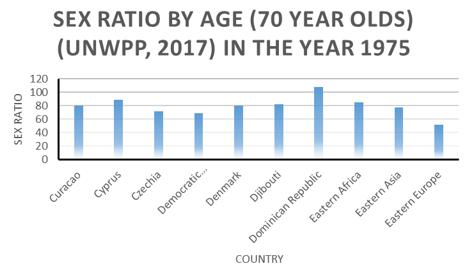 SEX RATIO BY AGE (70 YEAR OLDS)
(UNWPP, 2017) IN THE YEAR 1975
SEX RATIO
120
100
80
60
40
20
0
Curacao
Cyprus
Czechia
Democratic...
Denmark
Djibouti
Dominican Republic
Eastern Africa
Eastern Asia
Eastern Europe
COUNTRY